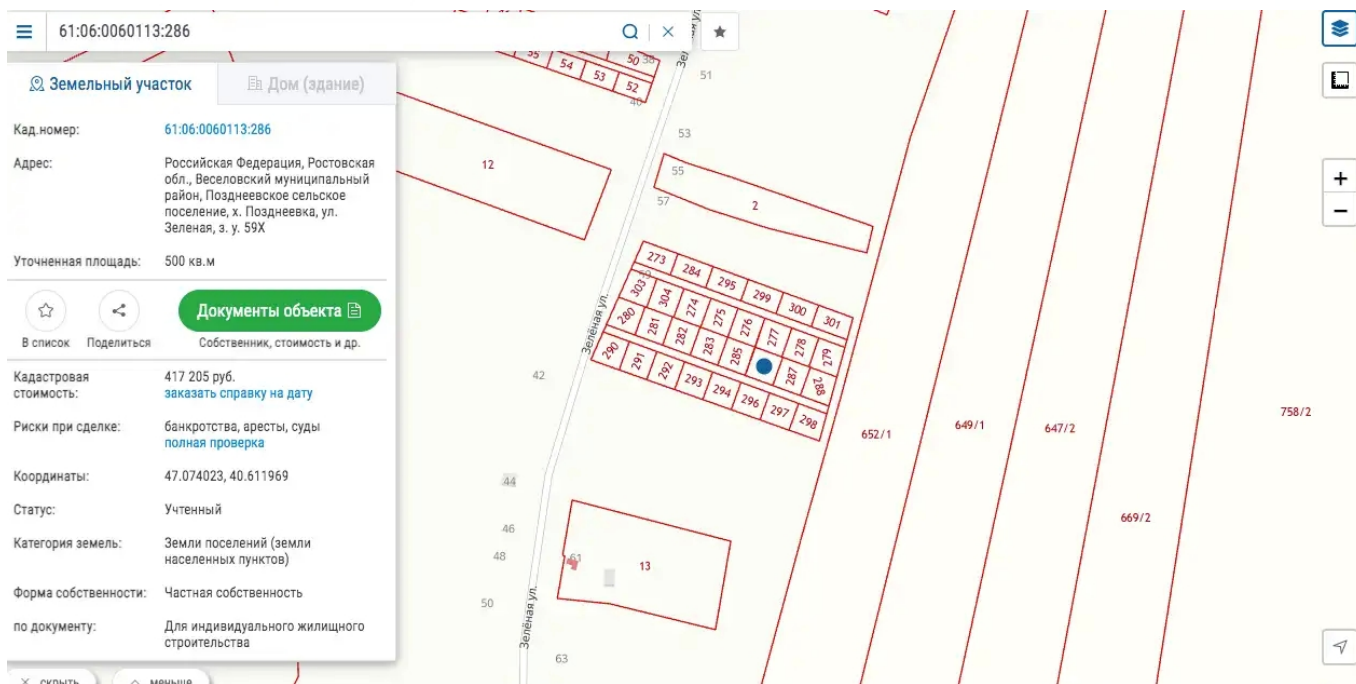 61:06:0060113:286
Земельный участок
Дом (здание)
Кад.номер: 61:06:0060113:286
Адрес: Российская Федерация, Ростовская
обл., Веселовский муниципальный
район, Позднеевское сельское
поселение, х. Позднеевка, ул.
Зеленая, з. у. 59Х
Уточненная площадь: 500 кв.м
Документы объекта
В список Поделиться Собственник, стоимость и др.
Кадастровая 417 205 руб.
стоимость: заказать справку на дату
Риски при сделке: банкротства, аресты, суды
полная проверка
Координаты: 47.074023, 40.611969
Статус: Учтенный
Категория земель: Земли поселений (земли
населенных пунктов)
Форма собственности: Частная собственность
по документу: Для индивидуального жилищного
строительства
скрыть меньше
55 54 53 52 50 38
40
51
53
12
55
57
2
273 284 295 299 300 301
303 304 274 275 276 277 278 279
280 281 282 283 285 287 288
290 291 292 293 294 296 297 298
Зелёная ул.
42
652/1 649/1 647/2 669/2 758/2
44
46
48
61
13
50
Зелёная ул.
63
+
−